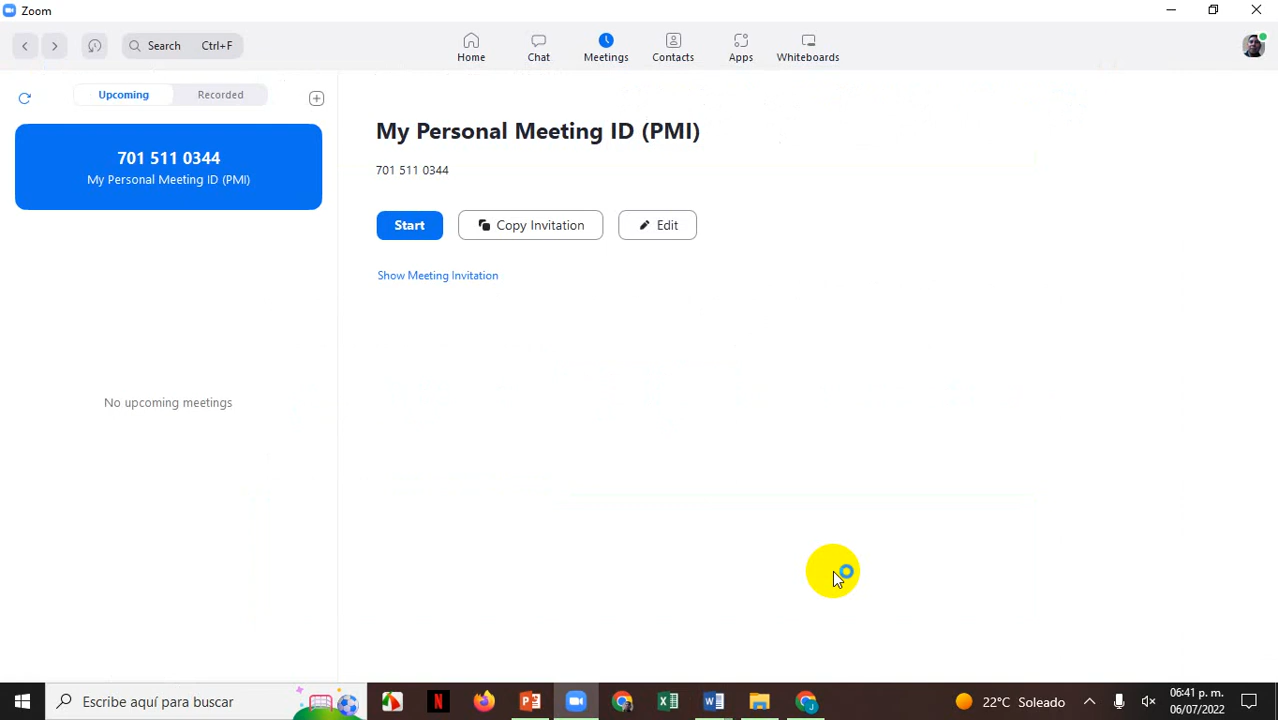 Zoom
Search Ctrl+F
Home
Chat
Meetings
Contacts
Apps
Whiteboards
Upcoming
Recorded
701 511 0344
My Personal Meeting ID (PMI)
No upcoming meetings
My Personal Meeting ID (PMI)
701 511 0344
Start
Copy Invitation
Edit
Show Meeting Invitation
Escribe aquí para buscar
22°C Soleado
06:41 p. m.
06/07/2022